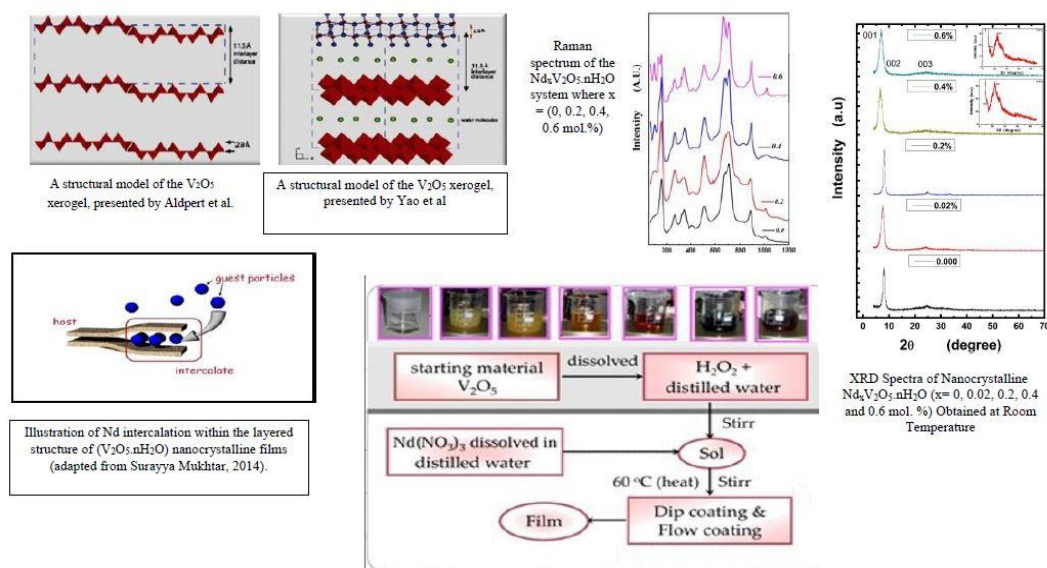 11.5 Å
interlayer
distance
2.9 Å
A structural model of the V₂O₅
xerogel, presented by Aldpert et al.
11.5 Å
interlayer
distance
water molecules
A structural model of the V₂O₅ xerogel,
presented by Yao et al
Raman
spectrum of the
NdₓV₂O₅.nH₂O
system where x
= (0, 0.2, 0.4,
0.6 mol.%)
Intensity (A.U.)
0.6
0.4
0.2
0.0
200 400 600 800 1000 1200
Intensity (a.u)
001
002
003
0.6%
0.4%
0.2%
0.02%
0.000
0 10 20 30 40 50 60 70
2θ (degree)
XRD Spectra of Nanocrystalline
NdₓV₂O₅.nH₂O (x= 0, 0.02, 0.2, 0.4
and 0.6 mol. %) Obtained at Room
Temperature
guest particles
host
intercalate
Illustration of Nd intercalation within the layered
structure of (V₂O₅.nH₂O) nanocrystalline films
(adapted from Surayya Mukhtar, 2014).
starting material
V₂O₅
dissolved
H₂O₂ +
distilled water
Stirr
Nd(NO₃)₃ dissolved in
distilled water
Sol
60 °C (heat)
Stirr
Dip coating &
Flow coating
Film